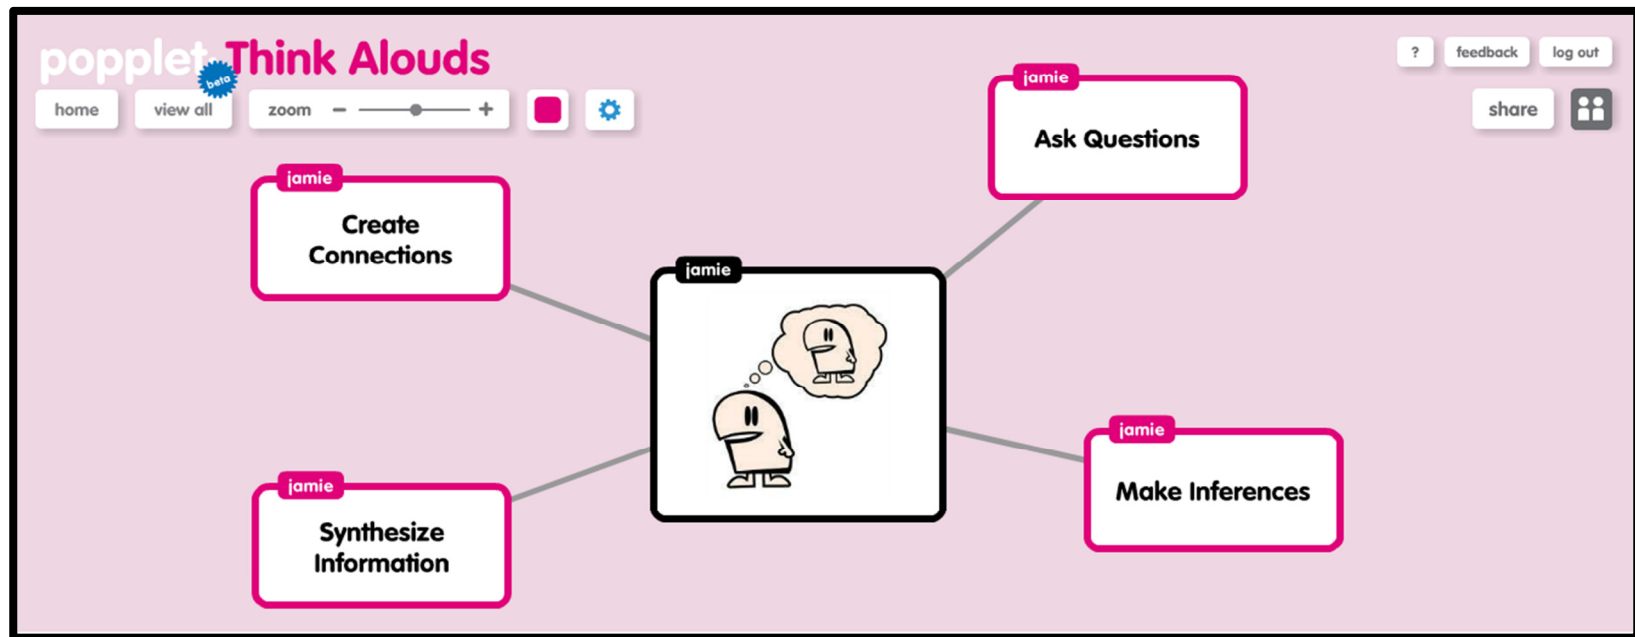 popplet Think Alouds
beta
? feedback log out
home view all zoom - +
share
jamie
Ask Questions
jamie
Create
Connections
jamie
jamie
Make Inferences
jamie
Synthesize
Information